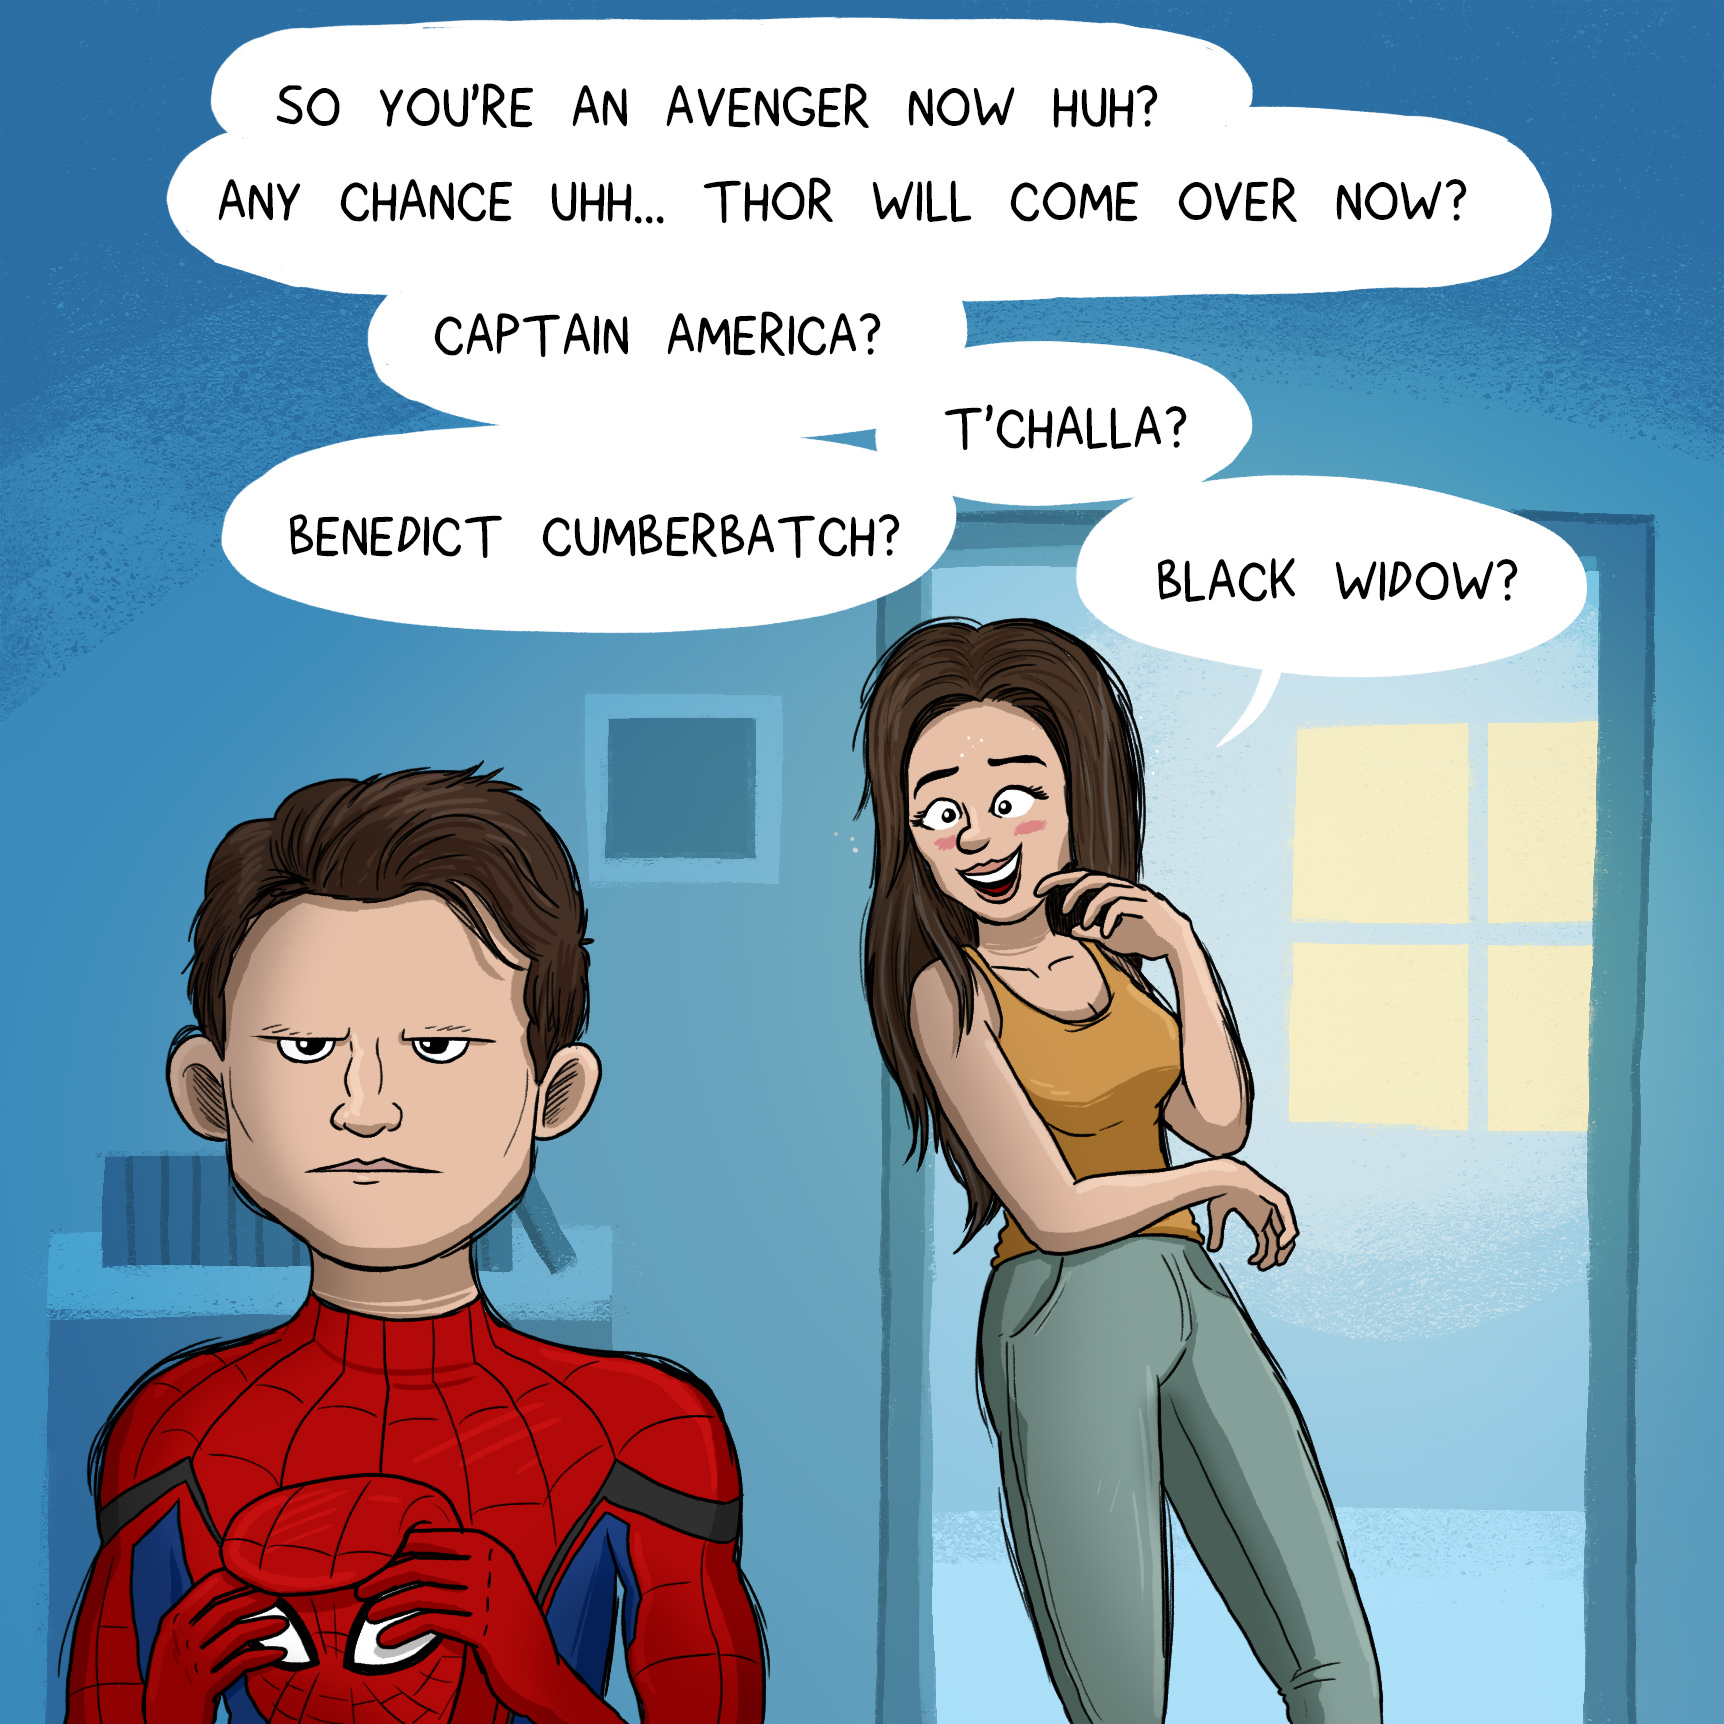 SO YOU'RE AN AVENGER NOW HUH?
ANY CHANCE UHH... THOR WILL COME OVER NOW?
CAPTAIN AMERICA?
T'CHALLA?
BENEDICT CUMBERBATCH?
BLACK WIDOW?